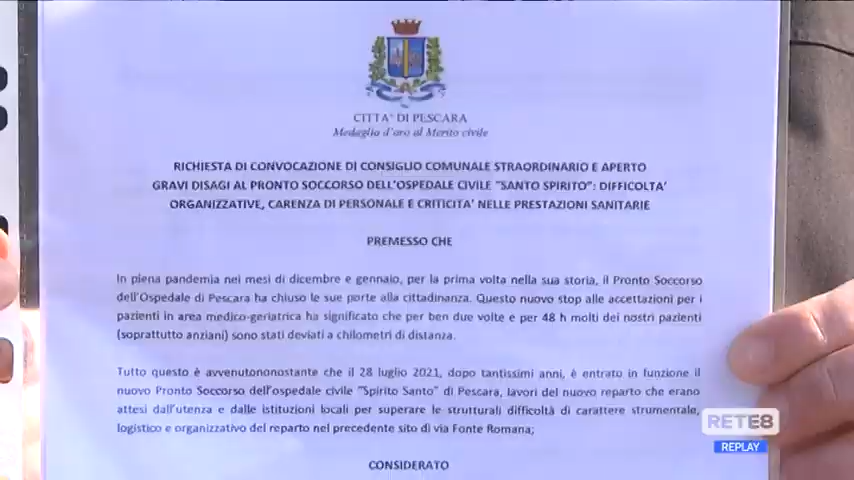 CITTA' DI PESCARA
Medaglia d'oro al Merito civile
RICHIESTA DI CONVOCAZIONE DI CONSIGLIO COMUNALE STRAORDINARIO E APERTO
GRAVI DISAGI AL PRONTO SOCCORSO DELL'OSPEDALE CIVILE "SANTO SPIRITO": DIFFICOLTA'
ORGANIZZATIVE, CARENZA DI PERSONALE E CRITICITA' NELLE PRESTAZIONI SANITARIE
PREMESSO CHE
In piena pandemia nei mesi di dicembre e gennaio, per la prima volta nella sua storia, il Pronto Soccorso
dell'Ospedale di Pescara ha chiuso le sue porte alla cittadinanza. Questo nuovo stop alle accettazioni per i
pazienti in area medico-geriatrica ha significato che per ben due volte e per 48 h molti dei nostri pazienti
(soprattutto anziani) sono stati deviati a chilometri di distanza.
Tutto questo è avvenutononostante che il 28 luglio 2021, dopo tantissimi anni, è entrato in funzione il
nuovo Pronto Soccorso dell'ospedale civile "Spirito Santo" di Pescara, lavori del nuovo reparto che erano
attesi dall'utenza e dalle istituzioni locali per superare le strutturali difficoltà di carattere strumentale,
logistico e organizzativo del reparto nel precedente sito di via Fonte Romana;
CONSIDERATO
RETE8
REPLAY